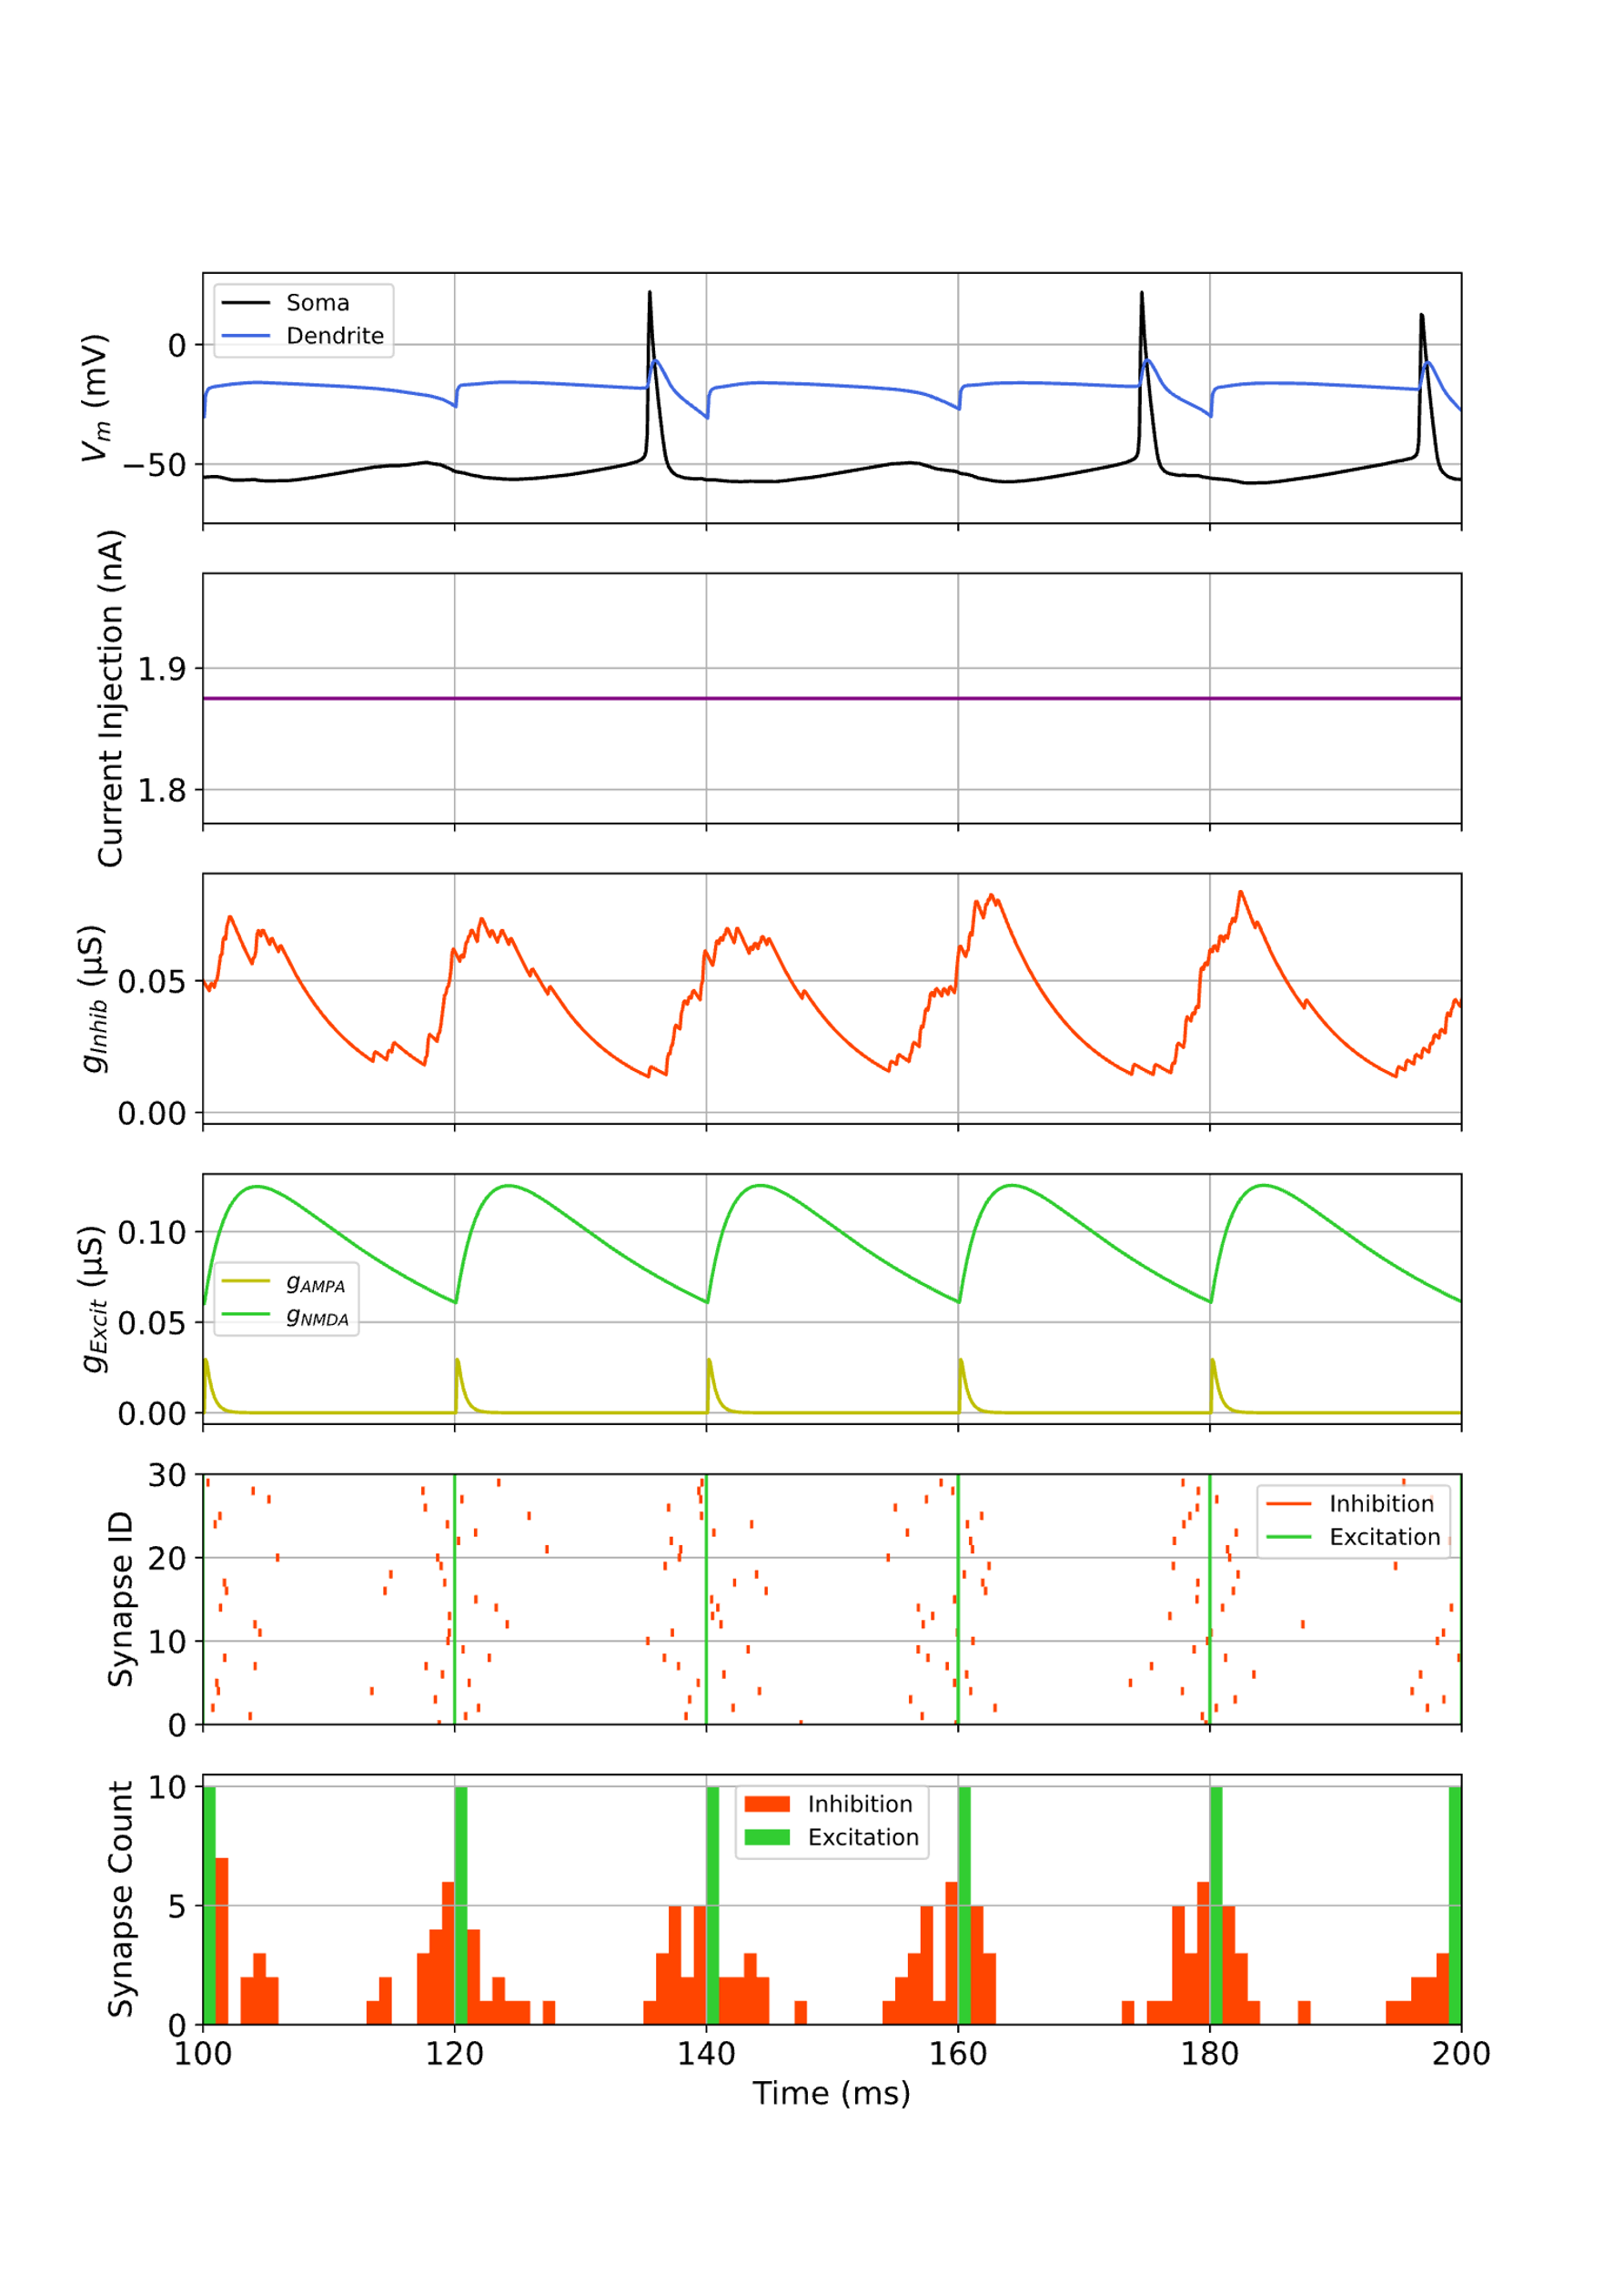 Soma
Dendrite
V_m (mV)
0
−50
Current Injection (nA)
1.9
1.8
g_Inhib (µS)
0.05
0.00
g_Excit (µS)
0.10
0.05
0.00
g_AMPA
g_NMDA
Synapse ID
30
20
10
0
Inhibition
Excitation
Synapse Count
10
5
0
Inhibition
Excitation
100 120 140 160 180 200
Time (ms)